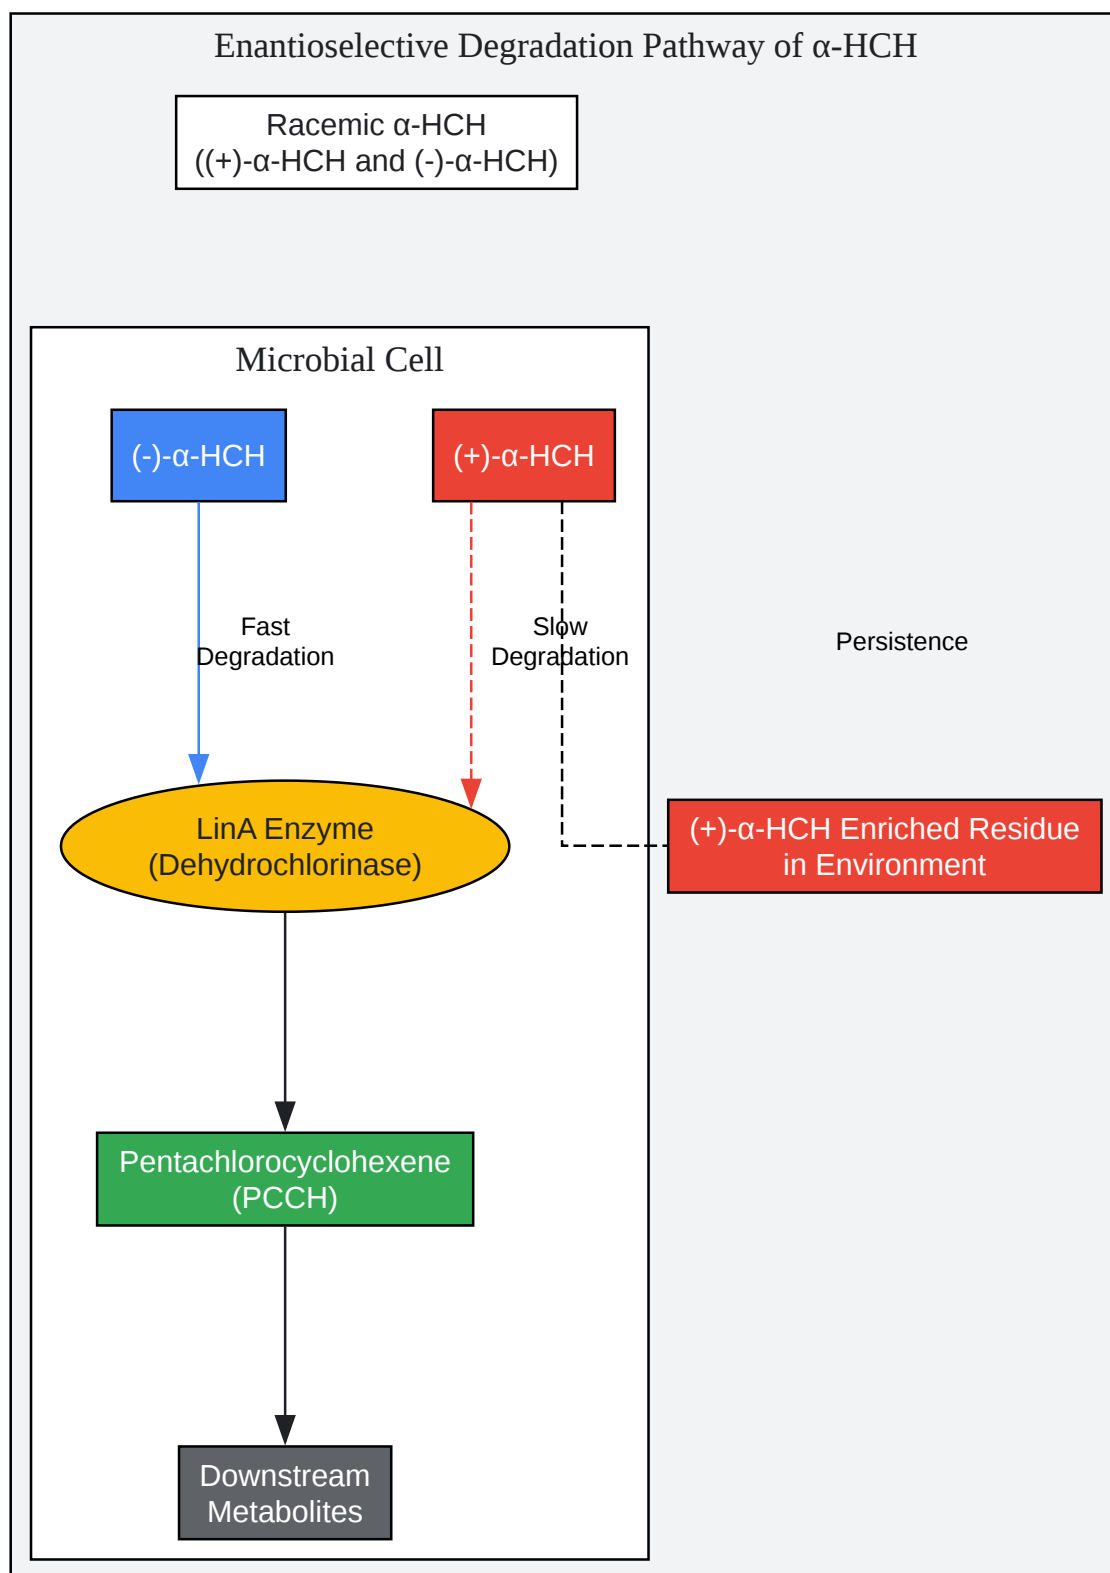 Enantioselective Degradation Pathway of α-HCH
Racemic α-HCH
((+)-α-HCH and (-)-α-HCH)
Microbial Cell
(-)-α-HCH
(+)-α-HCH
Fast
Degradation
Slow
Degradation
Persistence
LinA Enzyme
(Dehydrochlorinase)
(+)-α-HCH Enriched Residue
in Environment
Pentachlorocyclohexene
(PCCH)
Downstream
Metabolites